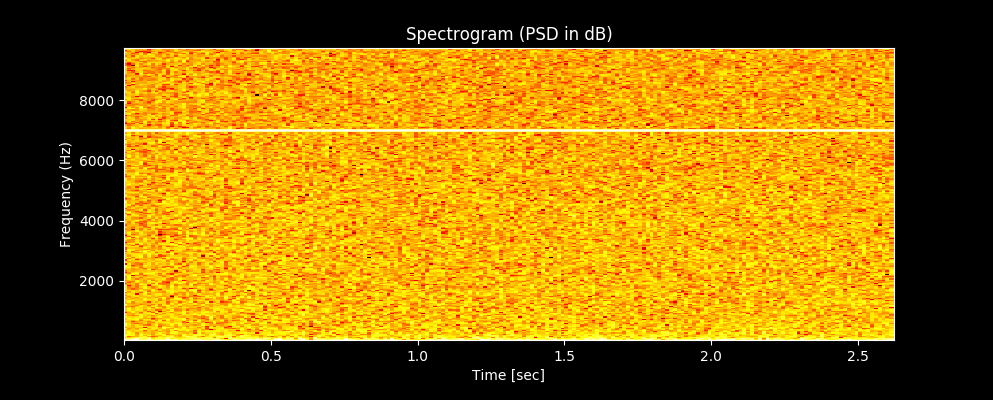 Spectrogram (PSD in dB)
8000
6000
4000
2000
Frequency (Hz)
0.0 0.5 1.0 1.5 2.0 2.5
Time [sec]